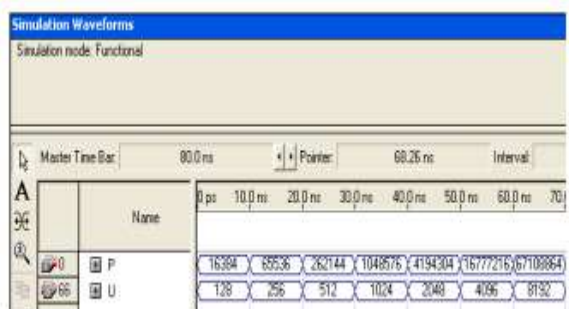 Simulation Waveforms
Simulation mode: Functional
Master Time Bar: 80.0 ns Pointer: 68.26 ns Interval:
A Name 0 ps 10.0 ns 20.0 ns 30.0 ns 40.0 ns 50.0 ns 60.0 ns 70.
0 P 16384 65536 262144 1048576 4194304 16777216 67108864
66 U 128 256 512 1024 2048 4096 8192